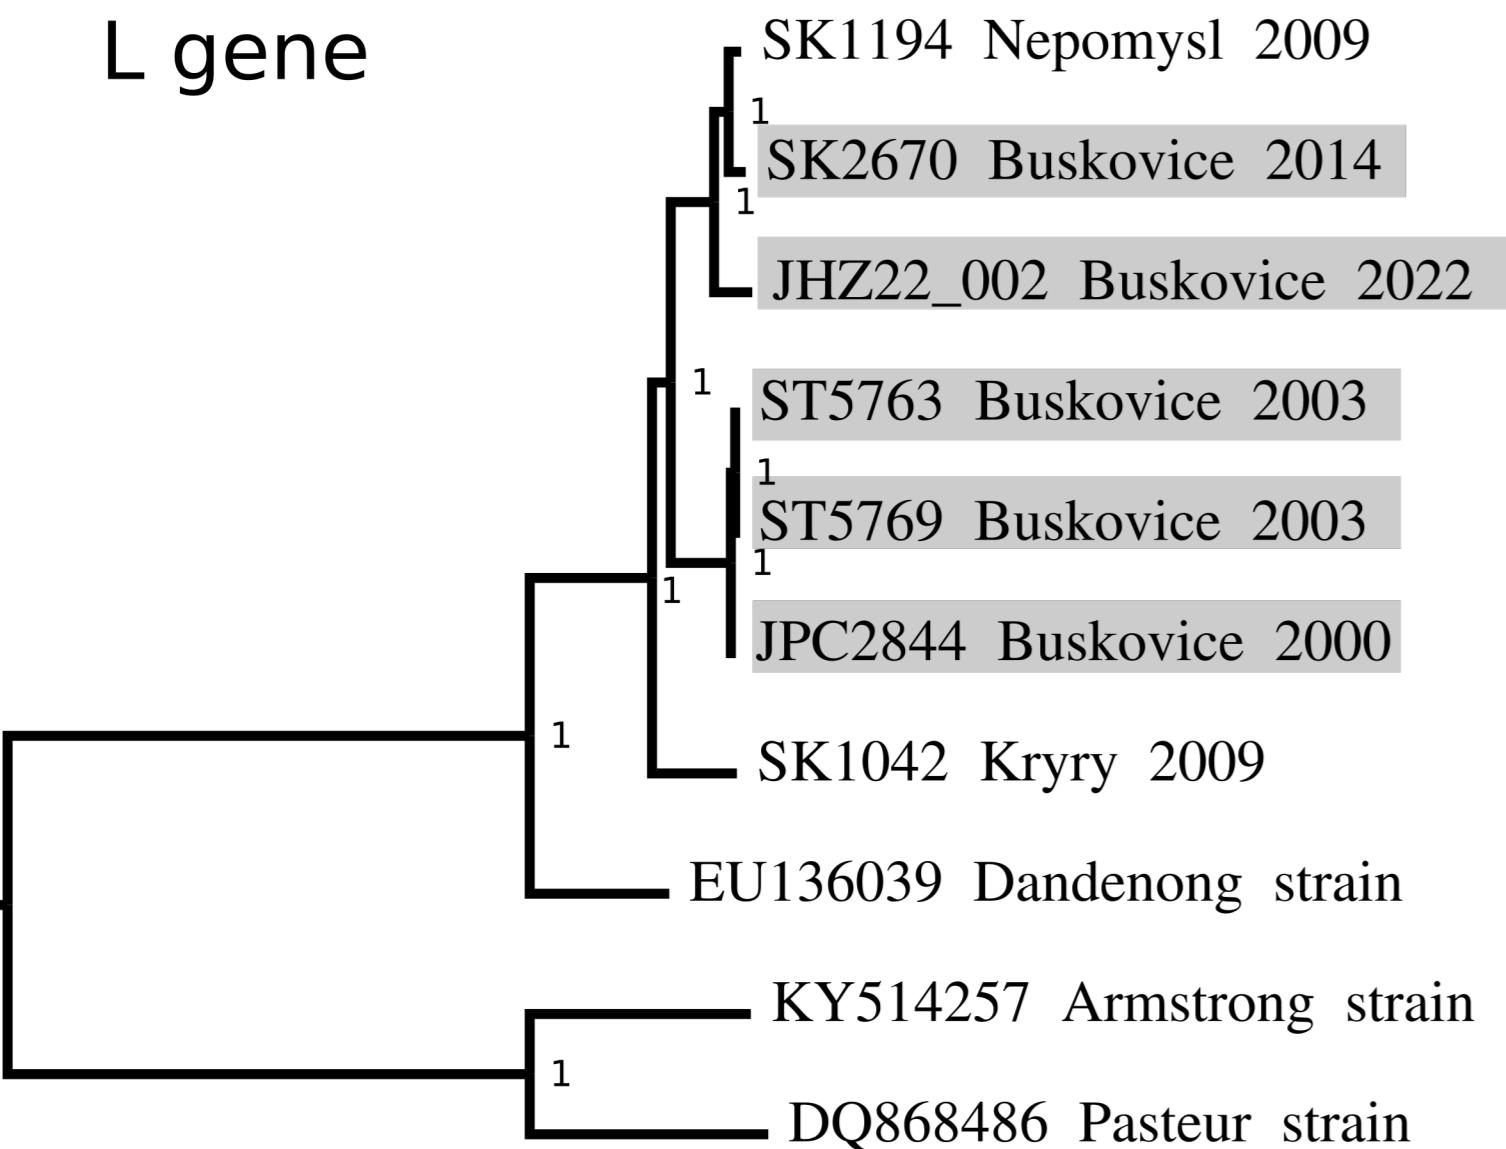 L gene
SK1194 Nepomysl 2009
1
SK2670 Buskovice 2014
1
JHZ22_002 Buskovice 2022
1
ST5763 Buskovice 2003
1
ST5769 Buskovice 2003
1
1
JPC2844 Buskovice 2000
1
SK1042 Kryry 2009
EU136039 Dandenong strain
KY514257 Armstrong strain
1
DQ868486 Pasteur strain